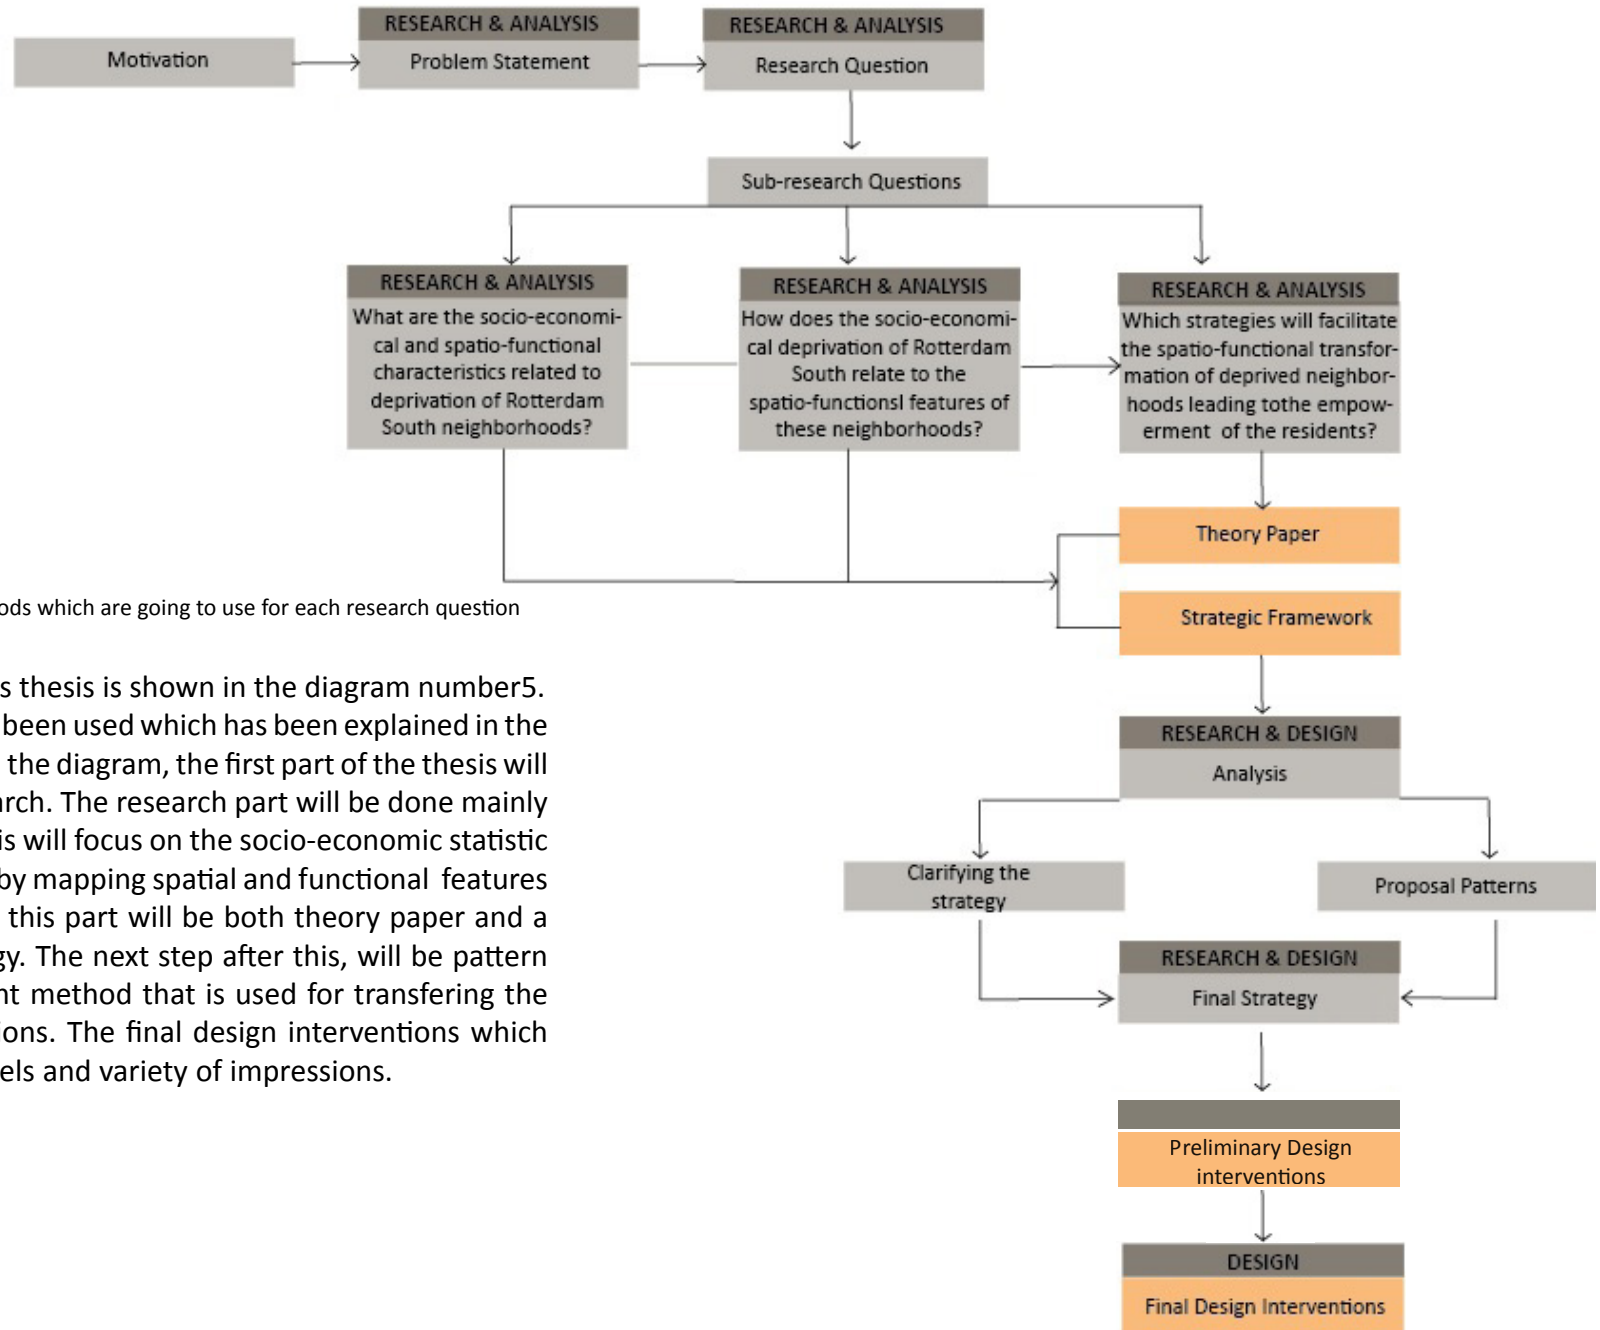 RESEARCH & ANALYSIS
RESEARCH & ANALYSIS
Motivation
Problem Statement
Research Question
Sub-research Questions
RESEARCH & ANALYSIS
What are the socio-economi-
cal and spatio-functional
characteristics related to
deprivation of Rotterdam
South neighborhoods?
RESEARCH & ANALYSIS
How does the socio-economi-
cal deprivation of Rotterdam
South relate to the
spatio-functionsl features of
these neighborhoods?
RESEARCH & ANALYSIS
Which strategies will facilitate
the spatio-functional transfor-
mation of deprived neighbor-
hoods leading tothe empow-
erment of the residents?
Theory Paper
Strategic Framework
ods which are going to use for each research question
s thesis is shown in the diagram number5.
been used which has been explained in the
the diagram, the first part of the thesis will
arch. The research part will be done mainly
is will focus on the socio-economic statistic
by mapping spatial and functional features
this part will be both theory paper and a
gy. The next step after this, will be pattern
nt method that is used for transfering the
ions. The final design interventions which
els and variety of impressions.
RESEARCH & DESIGN
Analysis
Clarifying the
strategy
Proposal Patterns
RESEARCH & DESIGN
Final Strategy
Preliminary Design
interventions
DESIGN
Final Design Interventions